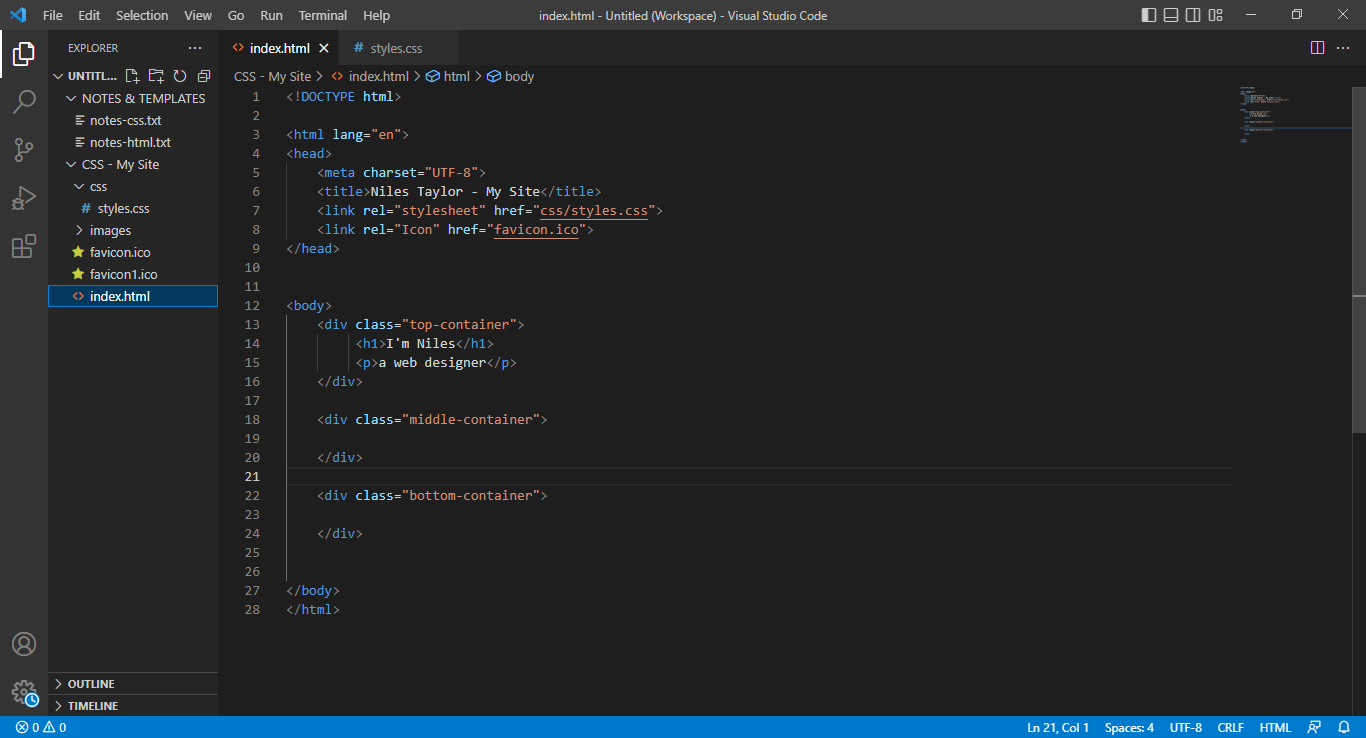 File Edit Selection View Go Run Terminal Help index.html - Untitled (Workspace) - Visual Studio Code
EXPLORER
UNTITL...
NOTES & TEMPLATES
notes-css.txt
notes-html.txt
CSS - My Site
css
styles.css
images
favicon.ico
favicon1.ico
index.html
OUTLINE
TIMELINE
index.html styles.css
CSS - My Site > index.html > html > body
1 <!DOCTYPE html>
2
3 <html lang="en">
4 <head>
5 <meta charset="UTF-8">
6 <title>Niles Taylor - My Site</title>
7 <link rel="stylesheet" href="css/styles.css">
8 <link rel="Icon" href="favicon.ico">
9 </head>
10
11
12 <body>
13 <div class="top-container">
14 <h1>I'm Niles</h1>
15 <p>a web designer</p>
16 </div>
17
18 <div class="middle-container">
19
20 </div>
21
22 <div class="bottom-container">
23
24 </div>
25
26
27 </body>
28 </html>
0 0 Ln 21, Col 1 Spaces: 4 UTF-8 CRLF HTML